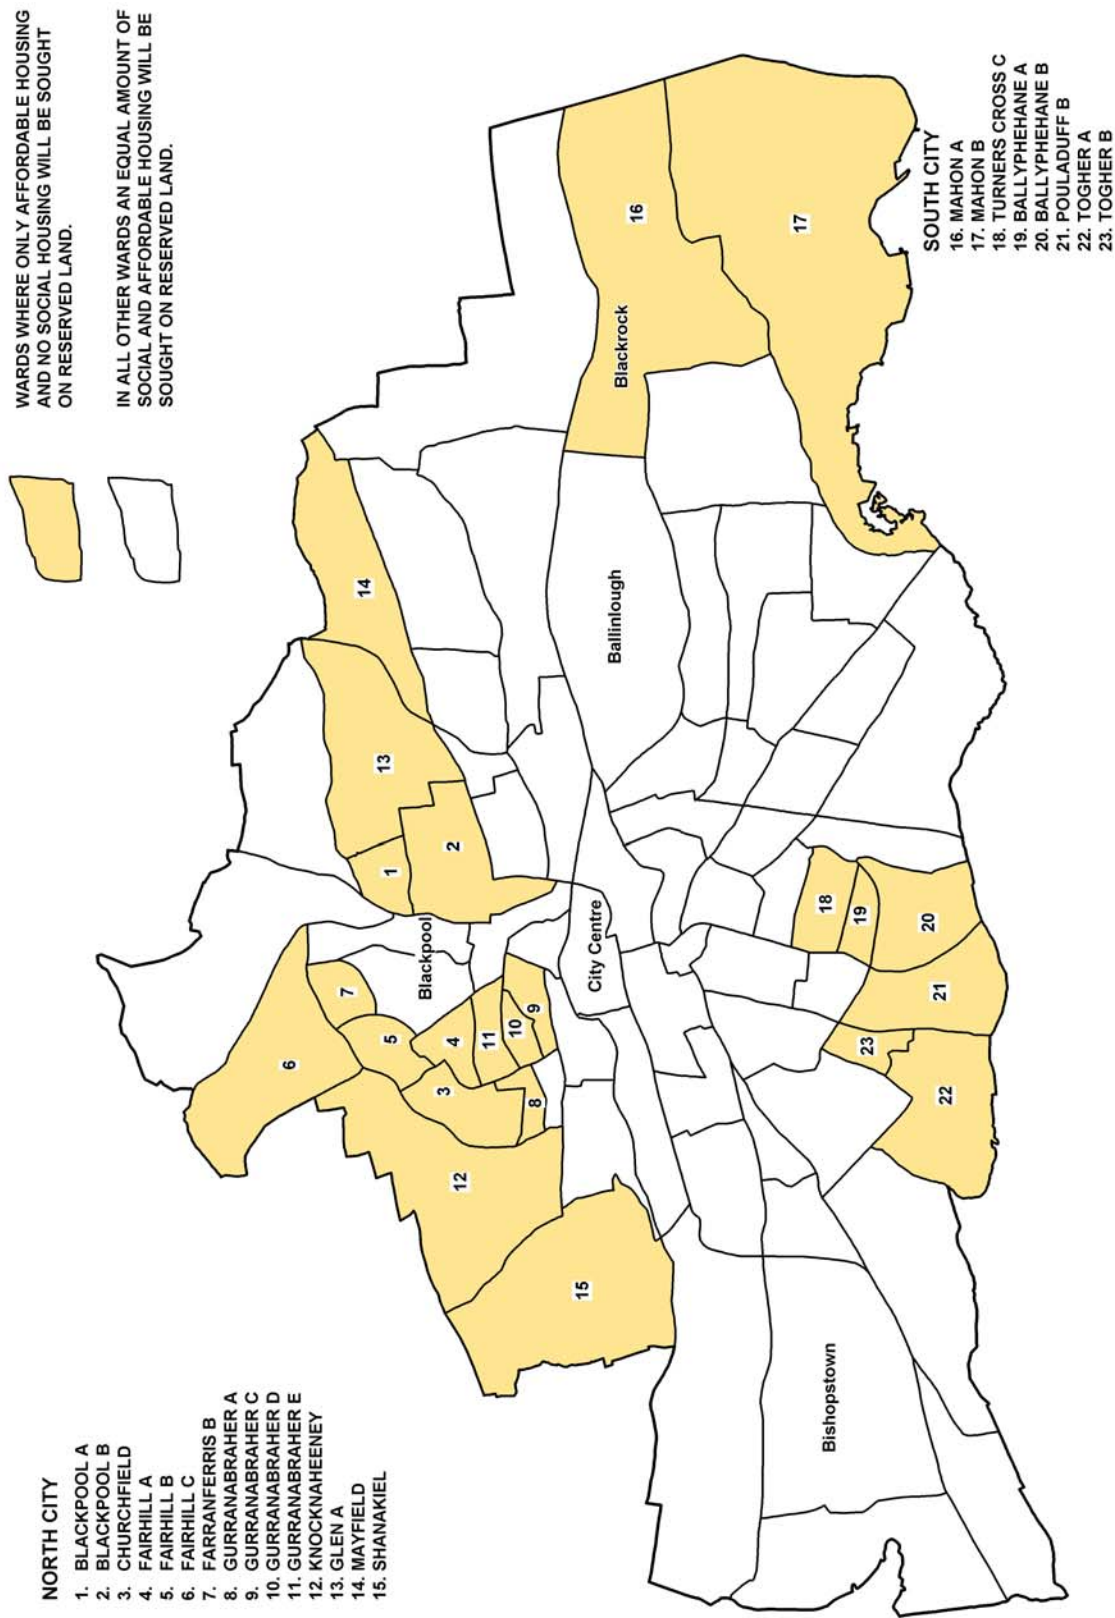 NORTH CITY
1. BLACKPOOL A
2. BLACKPOOL B
3. CHURCHFIELD
4. FAIRHILL A
5. FAIRHILL B
6. FAIRHILL C
7. FARRANFERRIS B
8. GURRANABRAHER A
9. GURRANABRAHER C
10. GURRANABRAHER D
11. GURRANABRAHER E
12. KNOCKNAHEENEY
13. GLEN A
14. MAYFIELD
15. SHANAKIEL
WARDS WHERE ONLY AFFORDABLE HOUSING
AND NO SOCIAL HOUSING WILL BE SOUGHT
ON RESERVED LAND.
IN ALL OTHER WARDS AN EQUAL AMOUNT OF
SOCIAL AND AFFORDABLE HOUSING WILL BE
SOUGHT ON RESERVED LAND.
6
7
5
12
3
4
11
10
9
8
15
Blackpool
1
2
13
14
City Centre
Ballinlough
Blackrock
16
17
Bishopstown
18
19
20
21
23
22
SOUTH CITY
16. MAHON A
17. MAHON B
18. TURNERS CROSS C
19. BALLYPHEHANE A
20. BALLYPHEHANE B
21. POULADUFF B
22. TOGHER A
23. TOGHER B